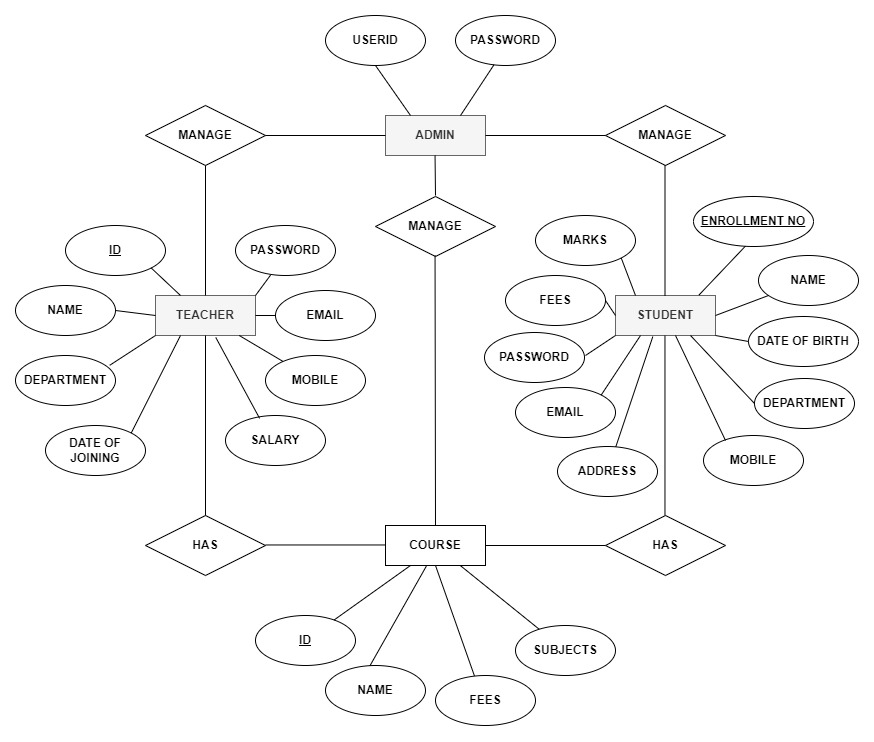 USERID
PASSWORD
MANAGE
ADMIN
MANAGE
MANAGE
ID
PASSWORD
NAME
TEACHER
EMAIL
DEPARTMENT
MOBILE
DATE OF
JOINING
SALARY
MARKS
ENROLLMENT NO
FEES
NAME
STUDENT
PASSWORD
DATE OF BIRTH
EMAIL
DEPARTMENT
ADDRESS
MOBILE
HAS
COURSE
HAS
ID
NAME
FEES
SUBJECTS